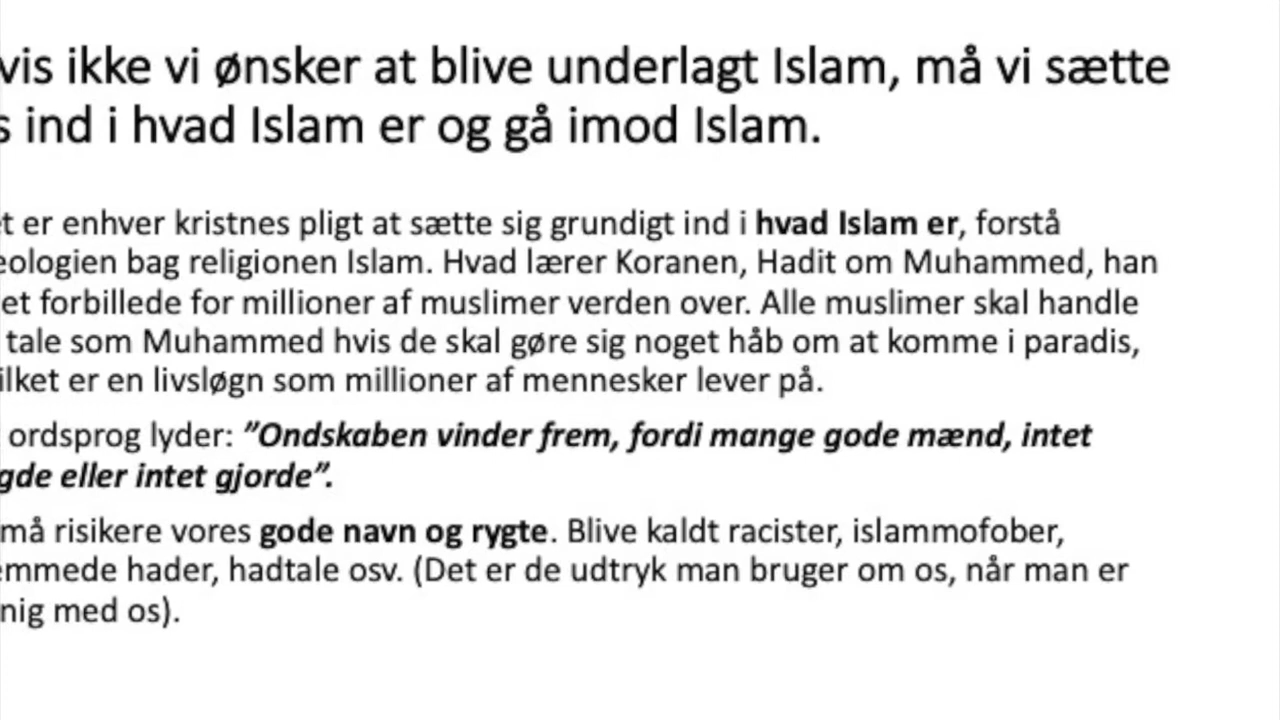 vis ikke vi ønsker at blive underlagt Islam, må vi sætte
s ind i hvad Islam er og gå imod Islam.
t er enhver kristnes pligt at sætte sig grundigt ind i hvad Islam er, forstå
eologien bag religionen Islam. Hvad lærer Koranen, Hadit om Muhammed, han
et forbillede for millioner af muslimer verden over. Alle muslimer skal handle
tale som Muhammed hvis de skal gøre sig noget håb om at komme i paradis,
ilket er en livsløgn som millioner af mennesker lever på.
ordsprog lyder: ”Ondskaben vinder frem, fordi mange gode mænd, intet
gde eller intet gjorde”.
må risikere vores gode navn og rygte. Blive kaldt racister, islammofober,
emmede hader, hadtale osv. (Det er de udtryk man bruger om os, når man er
nig med os).